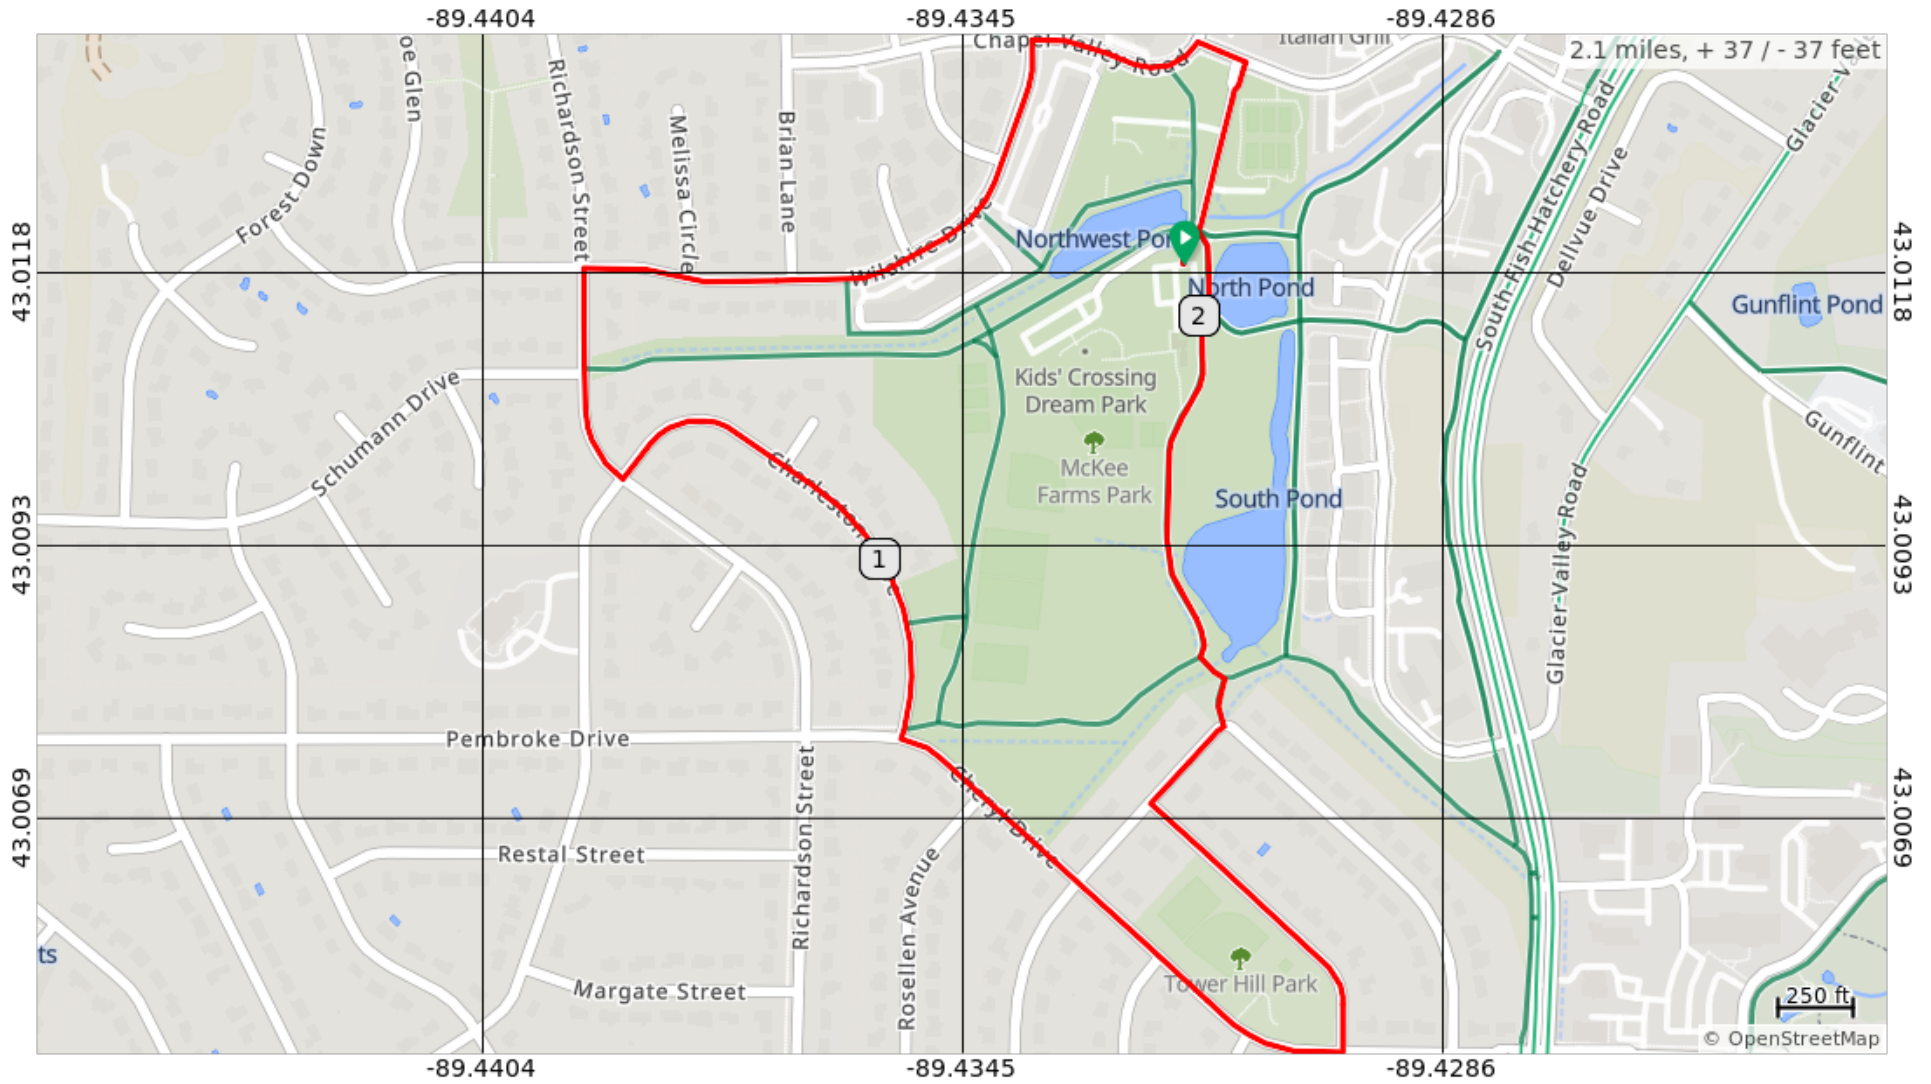 -89.4404
-89.4345
-89.4286
2.1 miles, + 37 / - 37 feet
Chapel Valley Road
Italian Grill
oe Glen
Richardson Street
Melissa Circle
Brian Lane
Forest Down
Wilshire Drive
South Fish Hatchery Road
Dellvue Drive
Glacier Va
43.0118
43.0118
Northwest Pon
North Pond
Gunflint Pond
2
Kids' Crossing
Dream Park
Schumann Drive
McKee
Farms Park
Gunflint
South Pond
Charleston
43.0093
43.0093
1
Glacier Valley Road
Pembroke Drive
Cheryl Drive
43.0069
43.0069
Restal Street
Richardson Street
Rosellen Avenue
ts
Tower Hill Park
Margate Street
250 ft
© OpenStreetMap
-89.4404
-89.4345
-89.4286